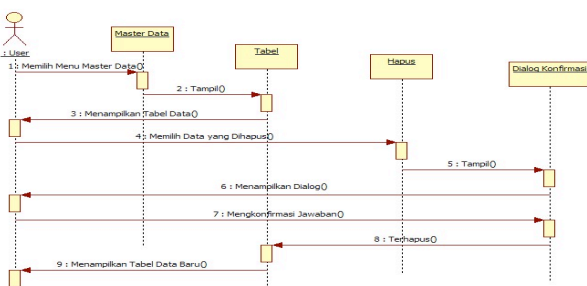 Master Data
Tabel
Hapus
Dialog Konfirmasi
: User
1 : Memilih Menu Master Data()
2 : Tampil()
3 : Menampilkan Tabel Data()
4 : Memilih Data yang Dihapus()
5 : Tampil()
6 : Menampilkan Dialog()
7 : Mengkonfirmasi Jawaban()
8 : Terhapus()
9 : Menampilkan Tabel Data Baru()